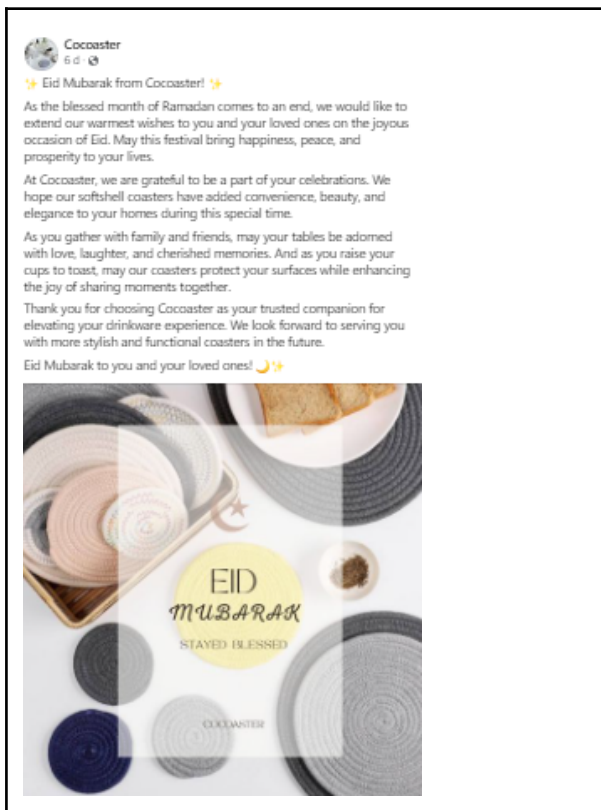 Cocoaster
6 d ·
✨ Eid Mubarak from Cocoaster! ✨
As the blessed month of Ramadan comes to an end, we would like to
extend our warmest wishes to you and your loved ones on the joyous
occasion of Eid. May this festival bring happiness, peace, and
prosperity to your lives.
At Cocoaster, we are grateful to be a part of your celebrations. We
hope our softshell coasters have added convenience, beauty, and
elegance to your homes during this special time.
As you gather with family and friends, may your tables be adorned
with love, laughter, and cherished memories. And as you raise your
cups to toast, may our coasters protect your surfaces while enhancing
the joy of sharing moments together.
Thank you for choosing Cocoaster as your trusted companion for
elevating your drinkware experience. We look forward to serving you
with more stylish and functional coasters in the future.
Eid Mubarak to you and your loved ones! 🌙✨
EID
MUBARAK
STAYED BLESSED
COCOASTER